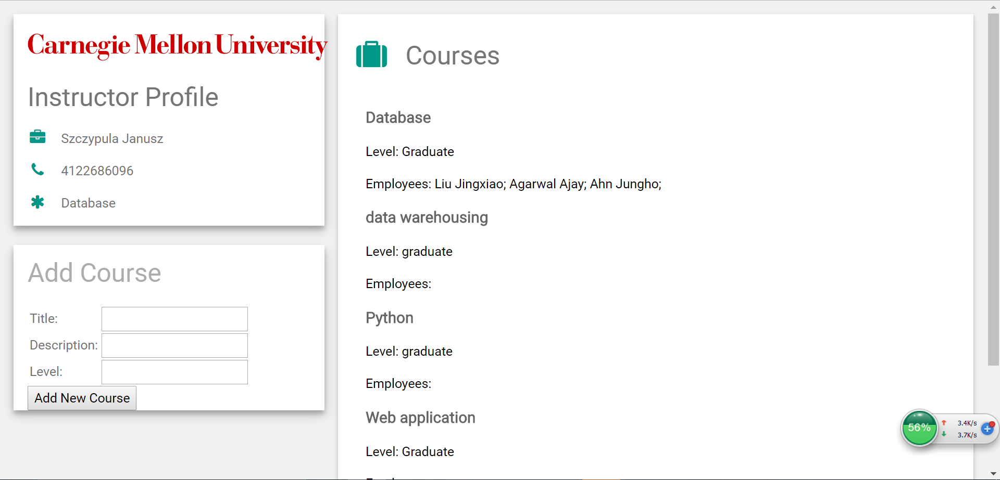 Carnegie Mellon University
Instructor Profile
Szczypula Janusz
4122686096
Database
Add Course
Title:
Description:
Level:
Add New Course
Courses
Database
Level: Graduate
Employees: Liu Jingxiao; Agarwal Ajay; Ahn Jungho;
data warehousing
Level: graduate
Employees:
Python
Level: graduate
Employees:
Web application
Level: Graduate
56%
3.4K/s
3.7K/s